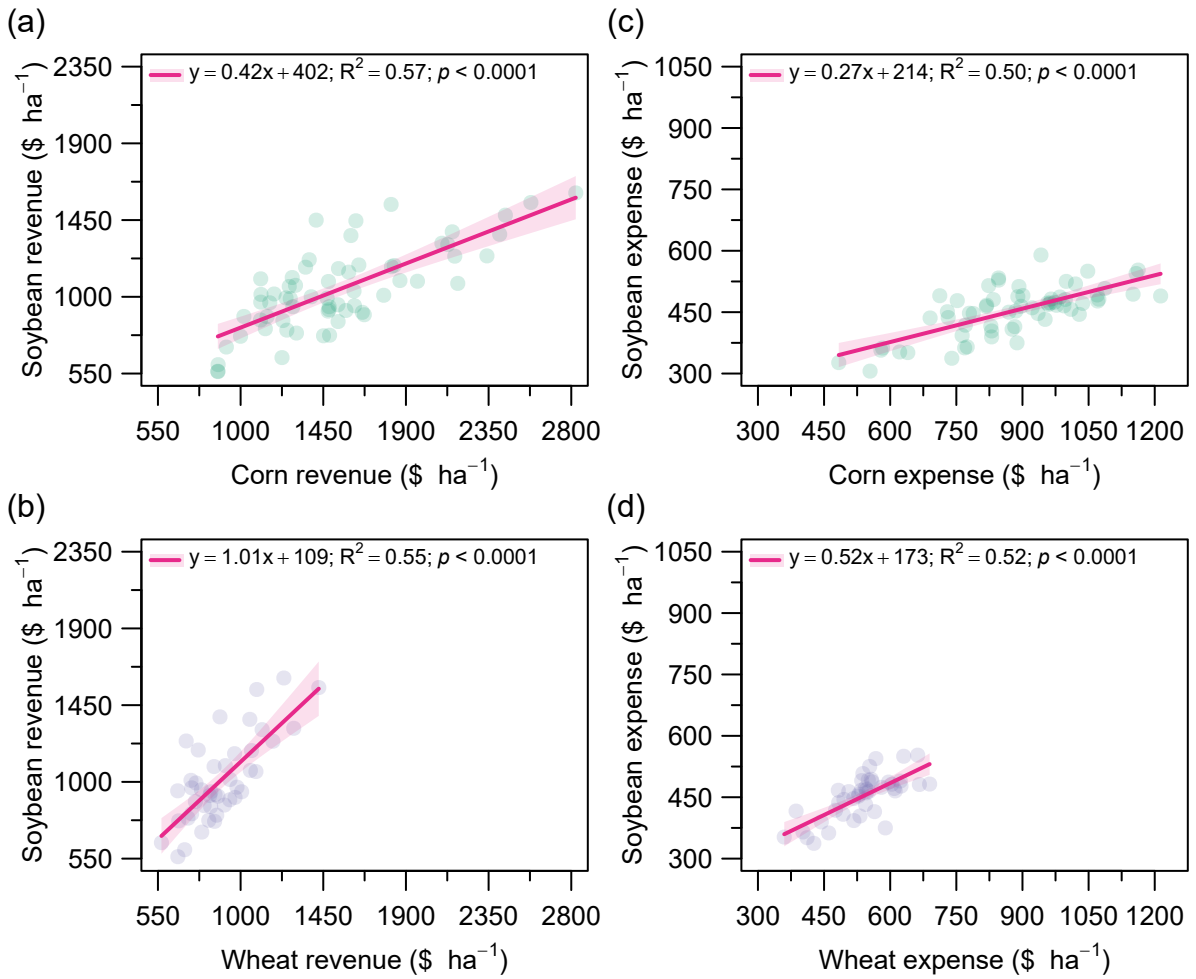 (a)
y = 0.42x + 402; R² = 0.57; p < 0.0001
Soybean revenue ($ ha⁻¹)
2350
1900
1450
1000
550
550 1000 1450 1900 2350 2800
Corn revenue ($ ha⁻¹)
(c)
y = 0.27x + 214; R² = 0.50; p < 0.0001
Soybean expense ($ ha⁻¹)
1050
900
750
600
450
300
300 450 600 750 900 1050 1200
Corn expense ($ ha⁻¹)
(b)
y = 1.01x + 109; R² = 0.55; p < 0.0001
Soybean revenue ($ ha⁻¹)
2350
1900
1450
1000
550
550 1000 1450 1900 2350 2800
Wheat revenue ($ ha⁻¹)
(d)
y = 0.52x + 173; R² = 0.52; p < 0.0001
Soybean expense ($ ha⁻¹)
1050
900
750
600
450
300
300 450 600 750 900 1050 1200
Wheat expense ($ ha⁻¹)